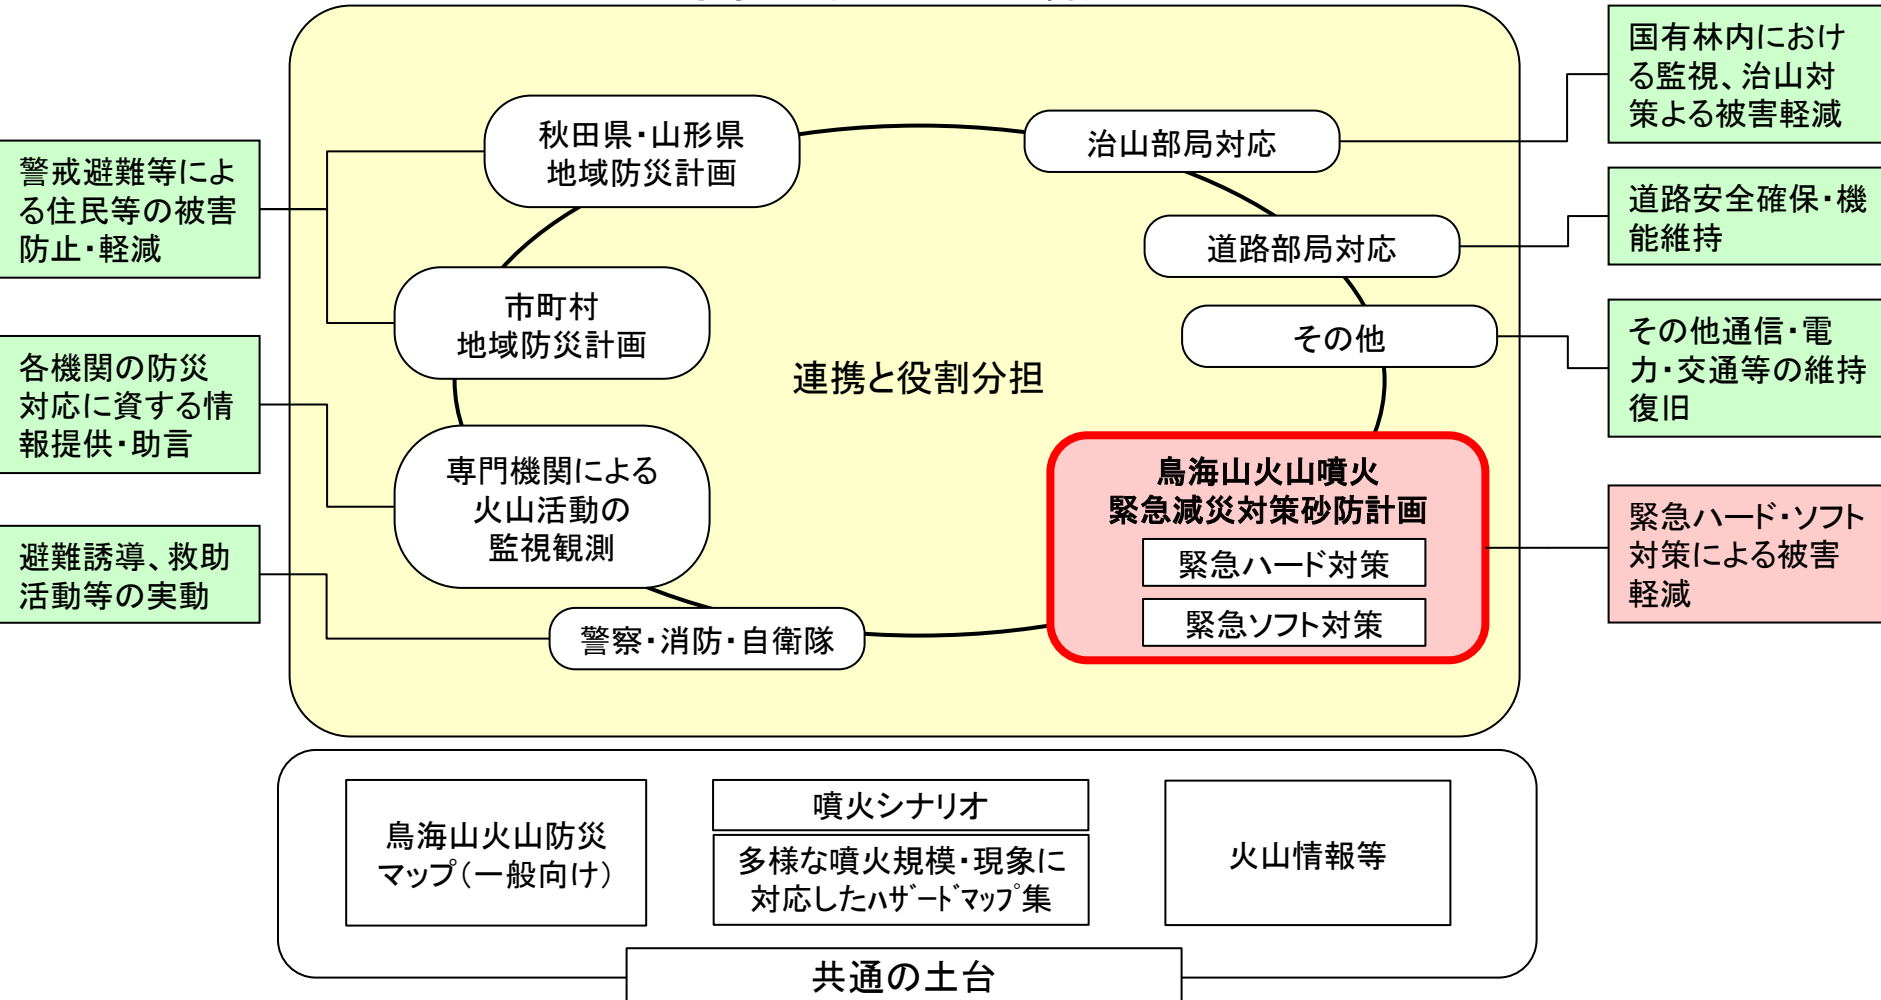 国有林内におけ
る監視、治山対
策よる被害軽減
秋田県・山形県
地域防災計画
治山部局対応
警戒避難等によ
る住民等の被害
防止・軽減
道路安全確保・機
能維持
道路部局対応
市町村
地域防災計画
その他
その他通信・電
力・交通等の維持
復旧
各機関の防災
対応に資する情
報提供・助言
連携と役割分担
専門機関による
火山活動の
監視観測
鳥海山火山噴火
緊急減災対策砂防計画
緊急ハード対策
緊急ソフト対策
緊急ハード・ソフト
対策による被害
軽減
避難誘導、救助
活動等の実動
警察・消防・自衛隊
鳥海山火山防災
マップ（一般向け）
噴火シナリオ
多様な噴火規模・現象に
対応したﾊｻﾞｰﾄﾞﾏｯﾌﾟ集
火山情報等
共通の土台